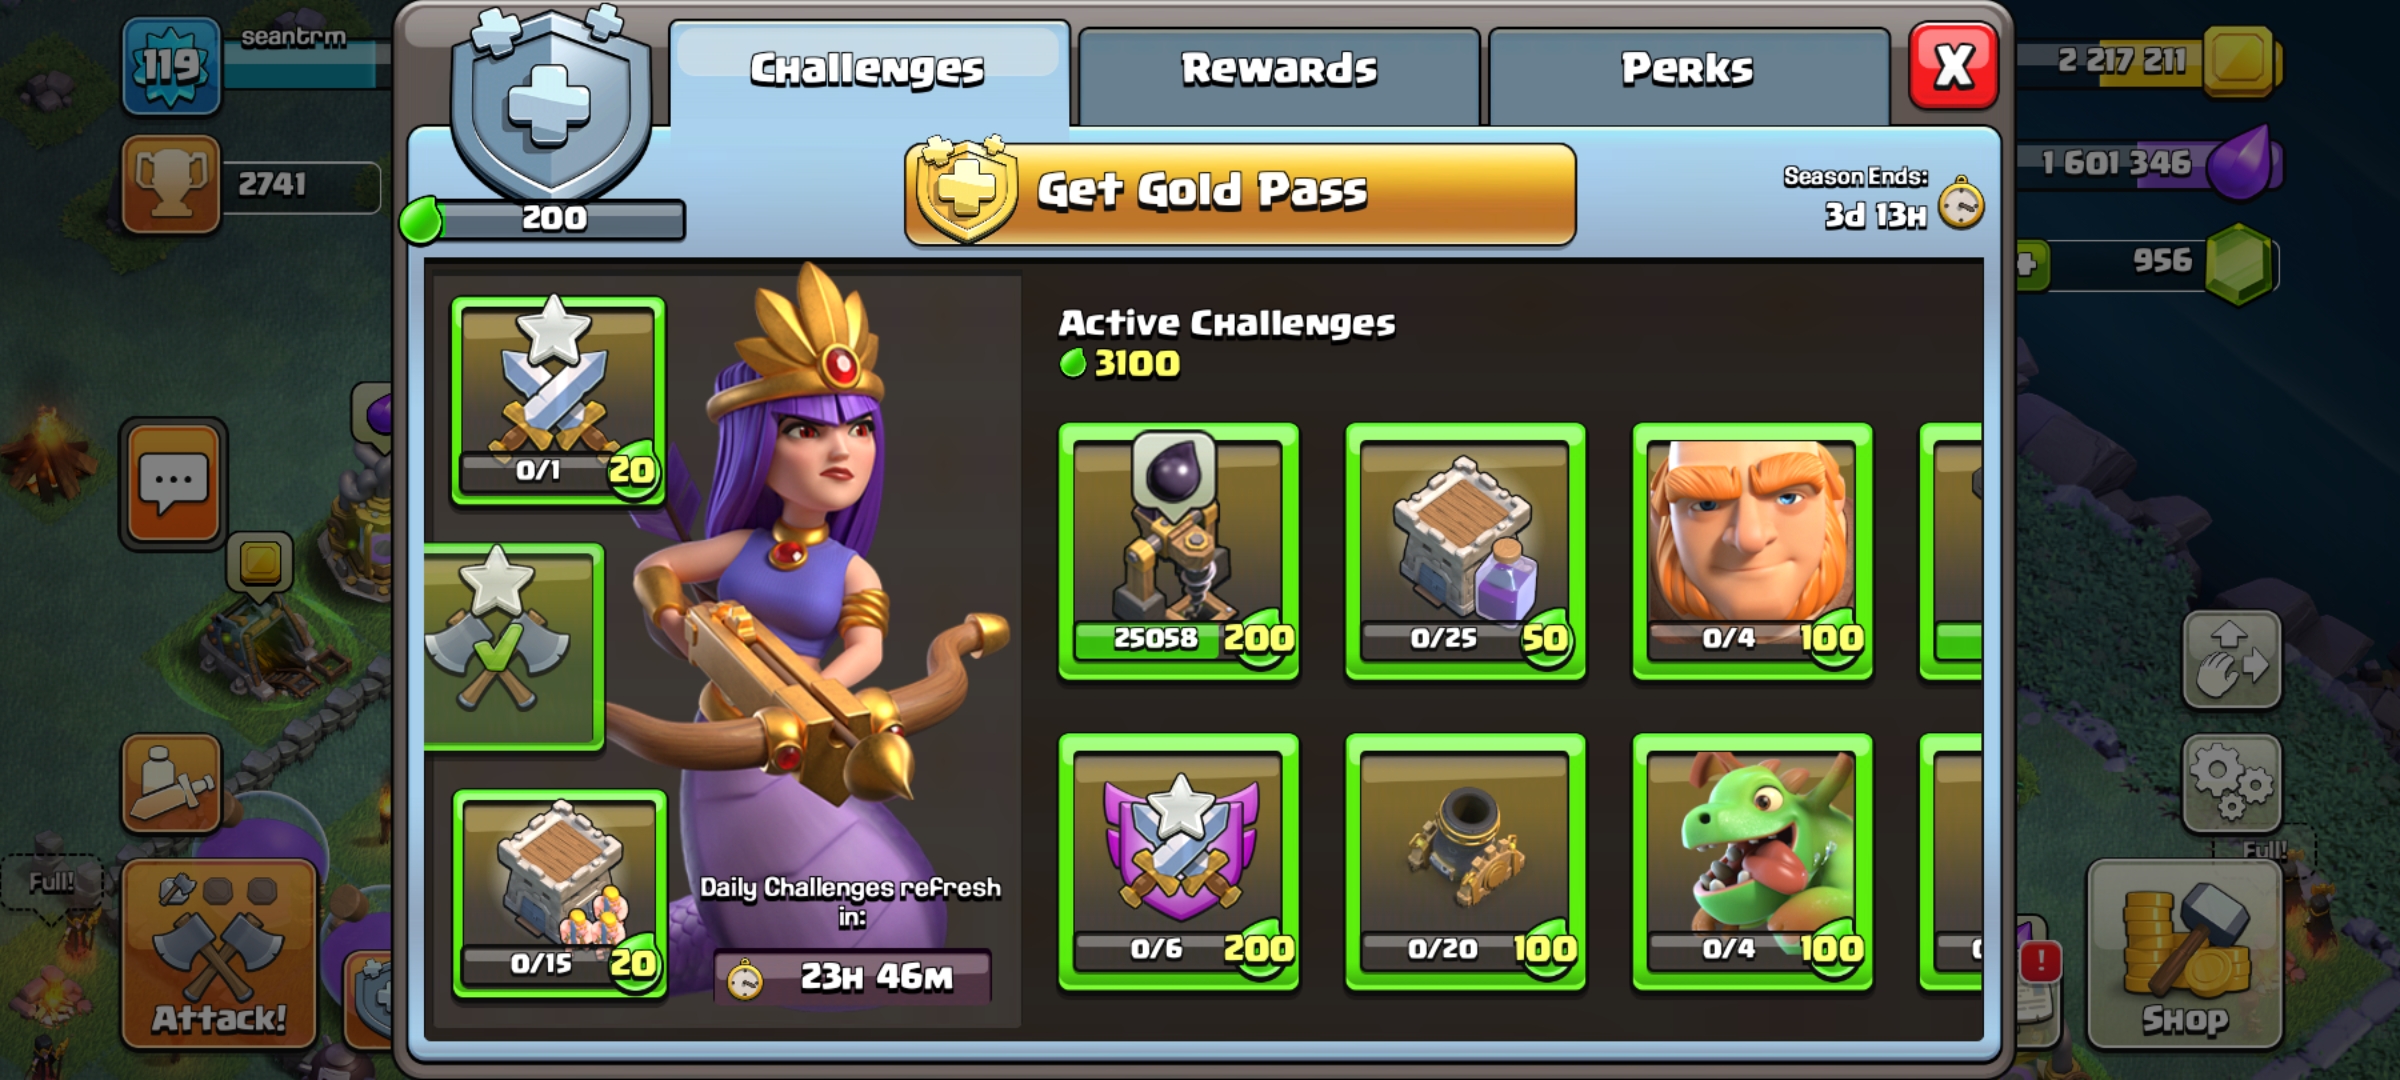 119
seantrm
2741
Challenges
Rewards
Perks
X
200
Get Gold Pass
Season Ends:
3d 13H
2 217 211
1 601 346
956
Active Challenges
3100
0/1
20
25058
200
0/25
50
0/4
100
0/6
200
0/20
100
0/4
100
0/15
20
Daily Challenges refresh
in:
23H 46M
Full!
Attack!
Full!
!
Shop